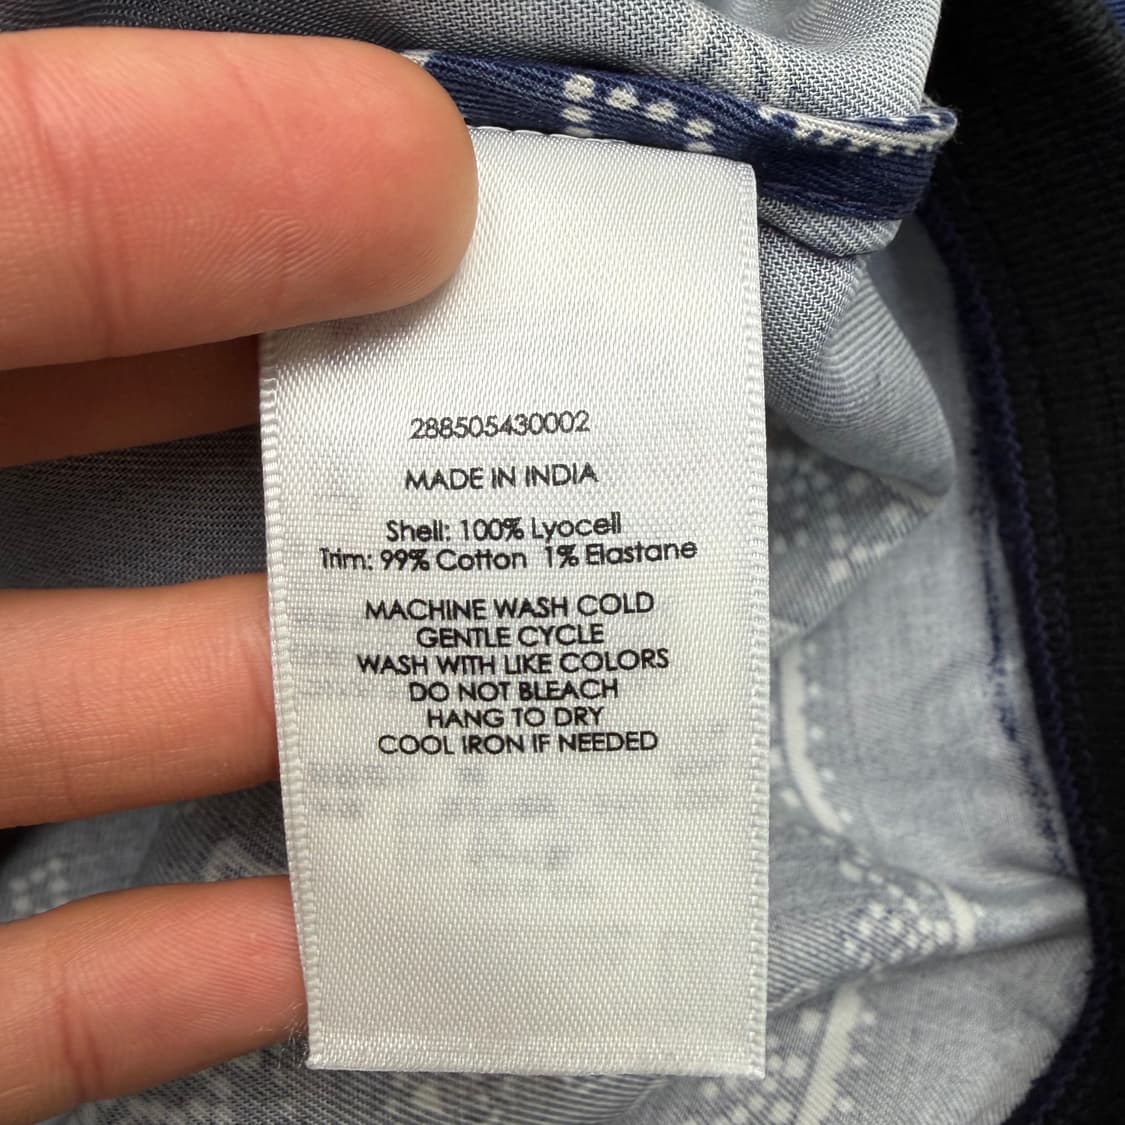 288505430002
MADE IN INDIA
Shell: 100% Lyocell
Trim: 99% Cotton 1% Elastane
MACHINE WASH COLD
GENTLE CYCLE
WASH WITH LIKE COLORS
DO NOT BLEACH
HANG TO DRY
COOL IRON IF NEEDED